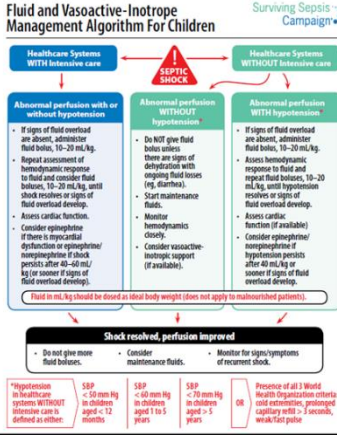 Fluid and Vasoactive-Inotrope
Management Algorithm For Children
Surviving Sepsis
Campaign
Healthcare Systems
WITH Intensive care
SEPTIC
SHOCK
Healthcare Systems
WITHOUT Intensive care
Abnormal perfusion with or
without hypotension
• If signs of fluid overload
are absent, administer
fluid bolus, 10–20 mL/kg.
• Repeat assessment of
hemodynamic response
to fluid and consider fluid
boluses, 10–20 mL/kg, until
shock resolves or signs of
fluid overload develop.
• Assess cardiac function.
• Consider epinephrine
if there is myocardial
dysfunction or epinephrine/
norepinephrine if shock
persists after 40–60 mL/
kg (or sooner if signs of
fluid overload develop).
Abnormal perfusion
WITHOUT
hypotension*
• Do NOT give fluid
bolus unless
there are signs of
dehydration with
ongoing fluid losses
(eg, diarrhea).
• Start maintenance
fluids.
• Monitor
hemodynamics
closely.
• Consider vasoactive-
inotropic support
(if available).
Abnormal perfusion
WITH hypotension*
• If signs of fluid overload
are absent, administer
fluid bolus, 10–20 mL/kg.
• Assess hemodynamic
response to fluid and
repeat fluid boluses, 10–20
mL/kg, until hypotension
resolves or signs of
fluid overload develop.
• Assess cardiac
function (if available)
• Consider epinephrine/
norepinephrine if
hypotension persists
after 40 mL/kg or
sooner if signs of fluid
overload develop.
Fluid in mL/kg should be dosed as ideal body weight (does not apply to malnourished patients).
Shock resolved, perfusion improved
• Do not give more
fluid boluses.
• Consider
maintenance fluids.
• Monitor for signs/symptoms
of recurrent shock.
*Hypotension
in healthcare
systems WITHOUT
intensive care is
defined as either:
SBP
< 50 mm Hg
in children
aged < 12
months
SBP
< 60 mm Hg
in children
aged 1 to 5
years
SBP
< 70 mm Hg
in children
aged > 5
years
OR
Presence of all 3 World
Health Organization criteria:
cold extremities, prolonged
capillary refill > 3 seconds,
weak/fast pulse